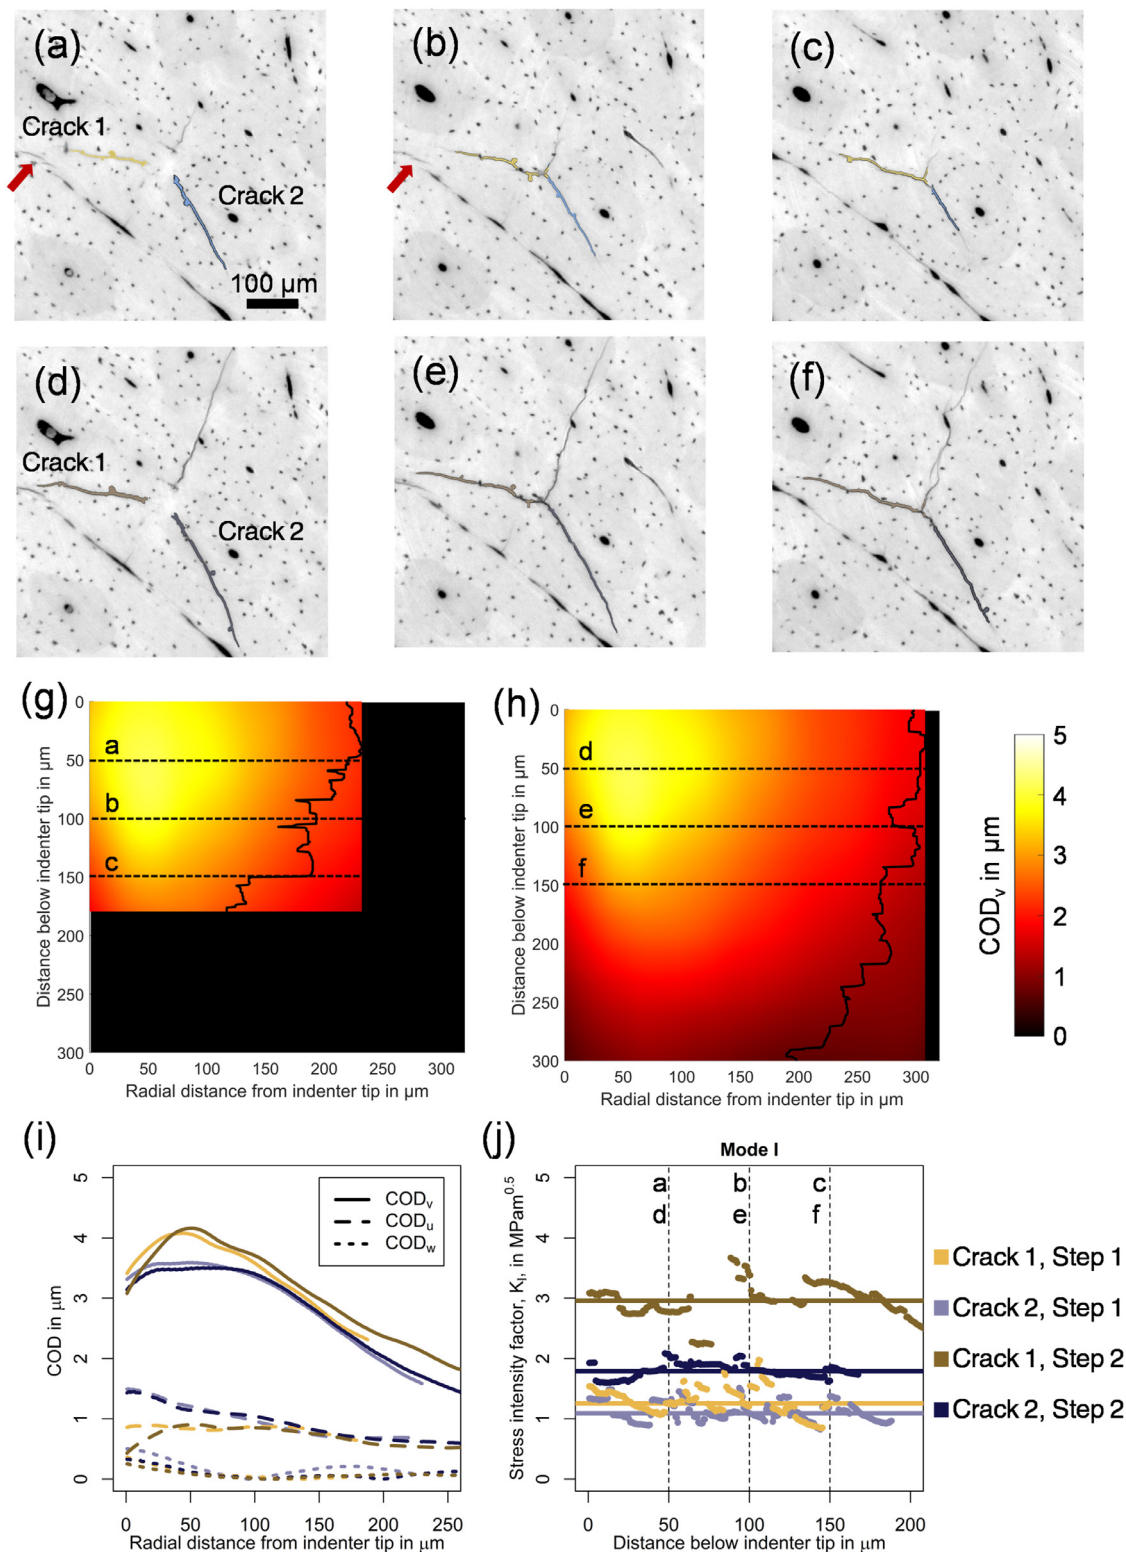 (a)
(b)
(c)
Crack 1
Crack 2
100 µm
(d)
(e)
(f)
Crack 1
Crack 2
(g)
0
50
100
150
200
250
300
Distance below indenter tip in µm
a
b
c
0 50 100 150 200 250 300
Radial distance from indenter tip in µm
(h)
0
50
100
150
200
250
300
Distance below indenter tip in µm
d
e
f
0 50 100 150 200 250 300
Radial distance from indenter tip in µm
5
4
3
2
1
0
CODv in µm
(i)
5
4
3
2
1
0
COD in µm
CODv
CODu
CODw
0 50 100 150 200 250
Radial distance from indenter tip in µm
(j)
Mode I
5
4
3
2
1
0
Stress intensity factor, KI, in MPam0.5
a b c
d e f
0 50 100 150 200
Distance below indenter tip in µm
Crack 1, Step 1
Crack 2, Step 1
Crack 1, Step 2
Crack 2, Step 2